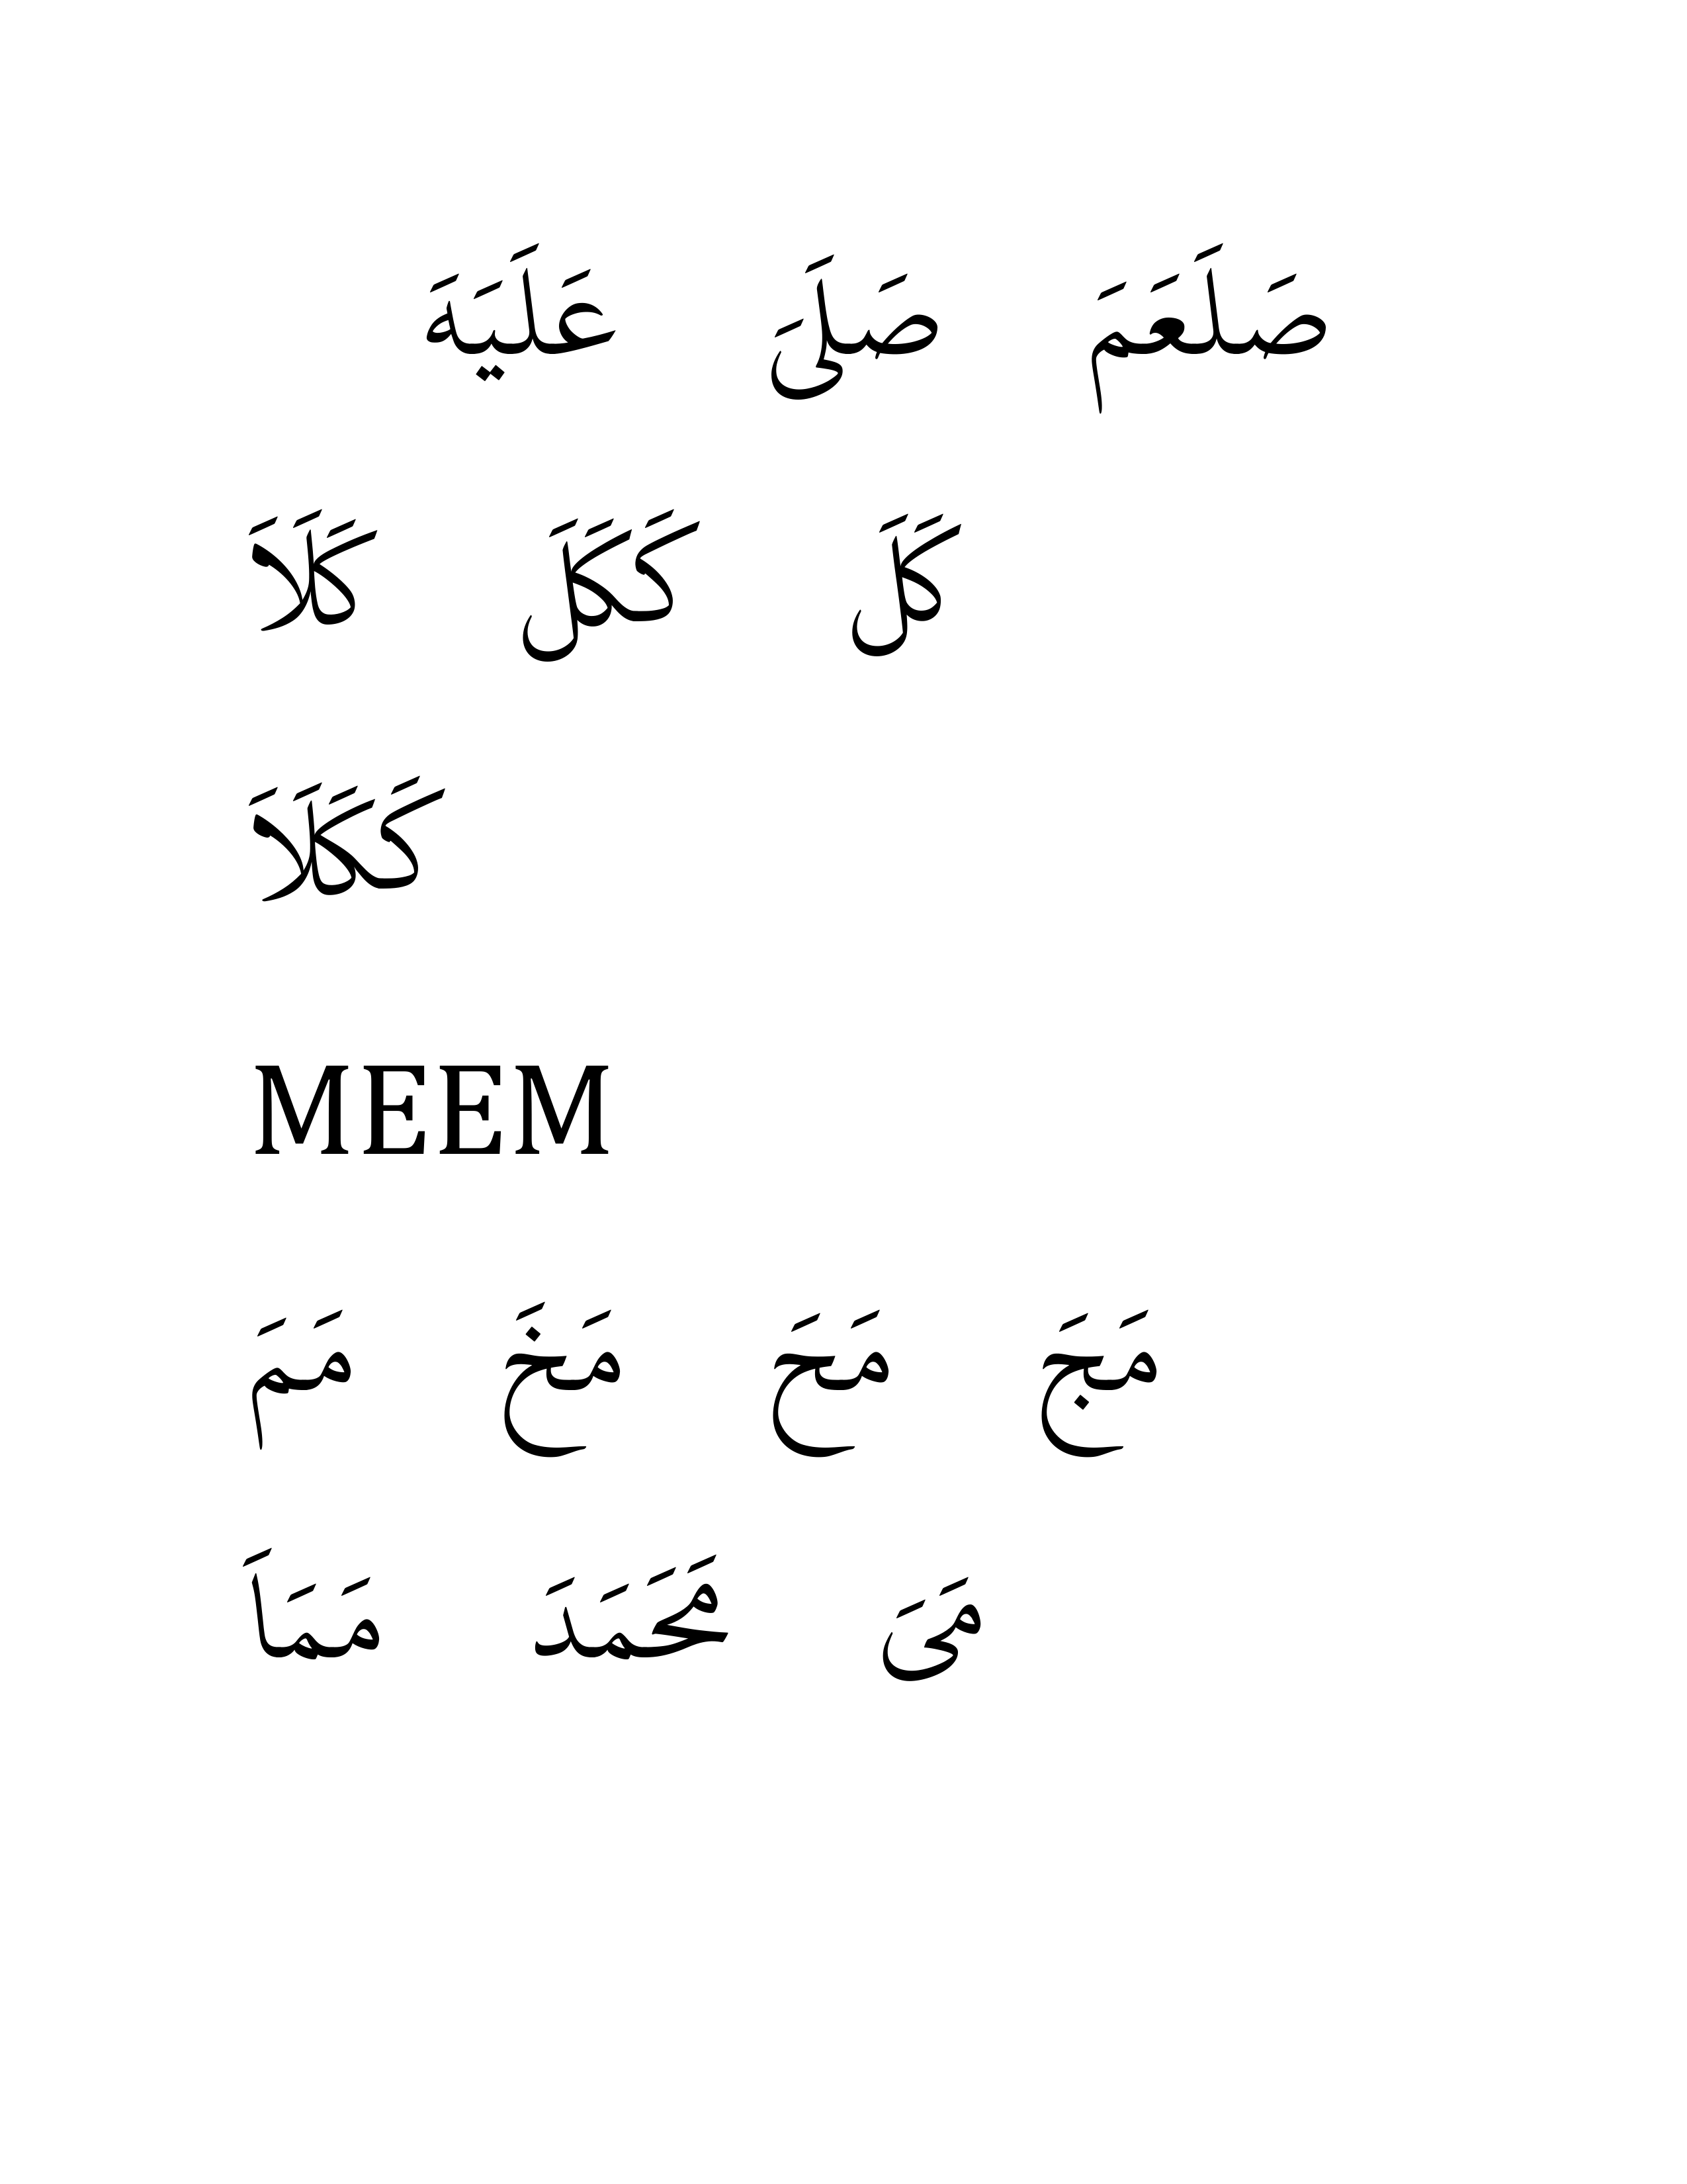 صَلَعَمَ صَلَىَ عَلَيَهَ
كَلَ كَكَلَ كَلَاَ
كَكَلَاَ
MEEM
مَجَ مَحَ مَخَ مَمَ
مَىَ مَحَمَدَ مَمَاَ